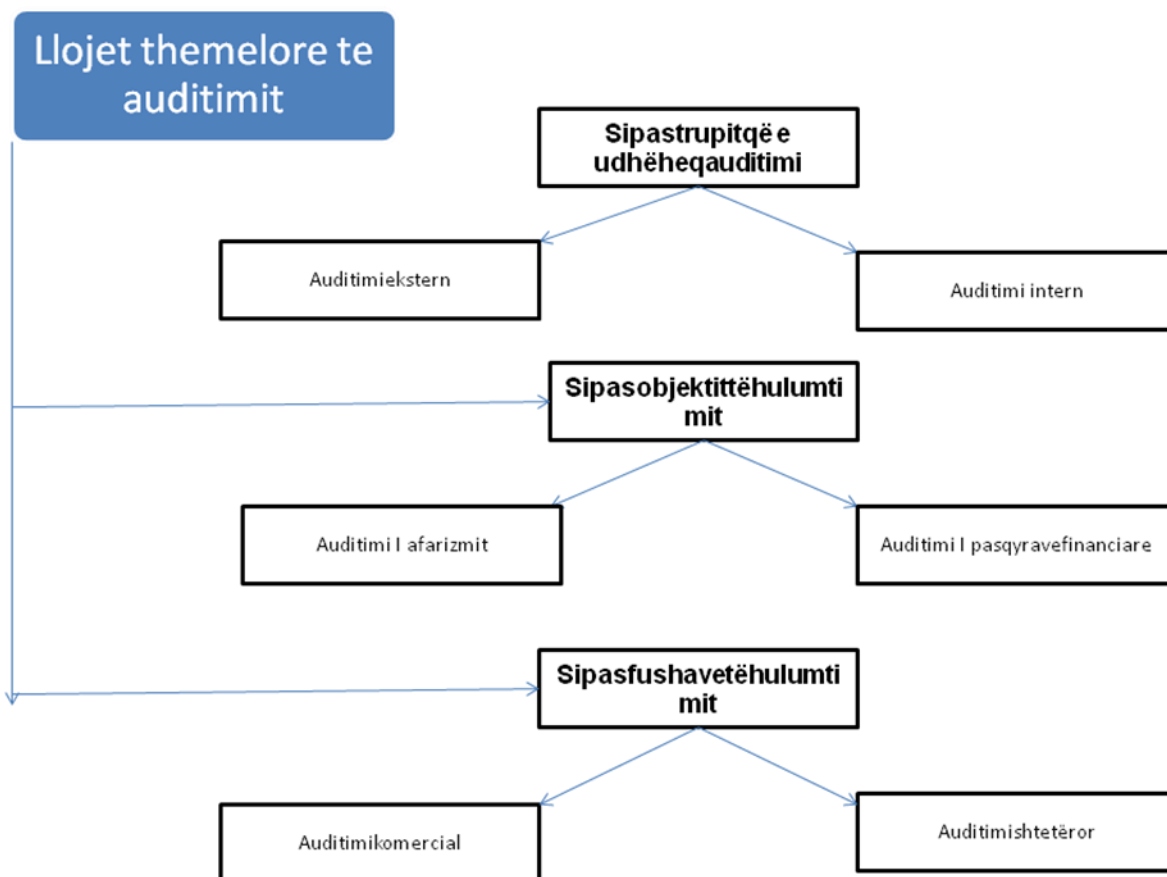 Llojet themelore te
auditimit
Sipastrupitqë e
udhëheqauditimi
Auditimiekstern
Auditimi intern
Sipasobjektittëhulumti
mit
Auditimi I afarizmit
Auditimi I pasqyravefinanciare
Sipasfushavetëhulumti
mit
Auditimikomercial
Auditimishtetëror